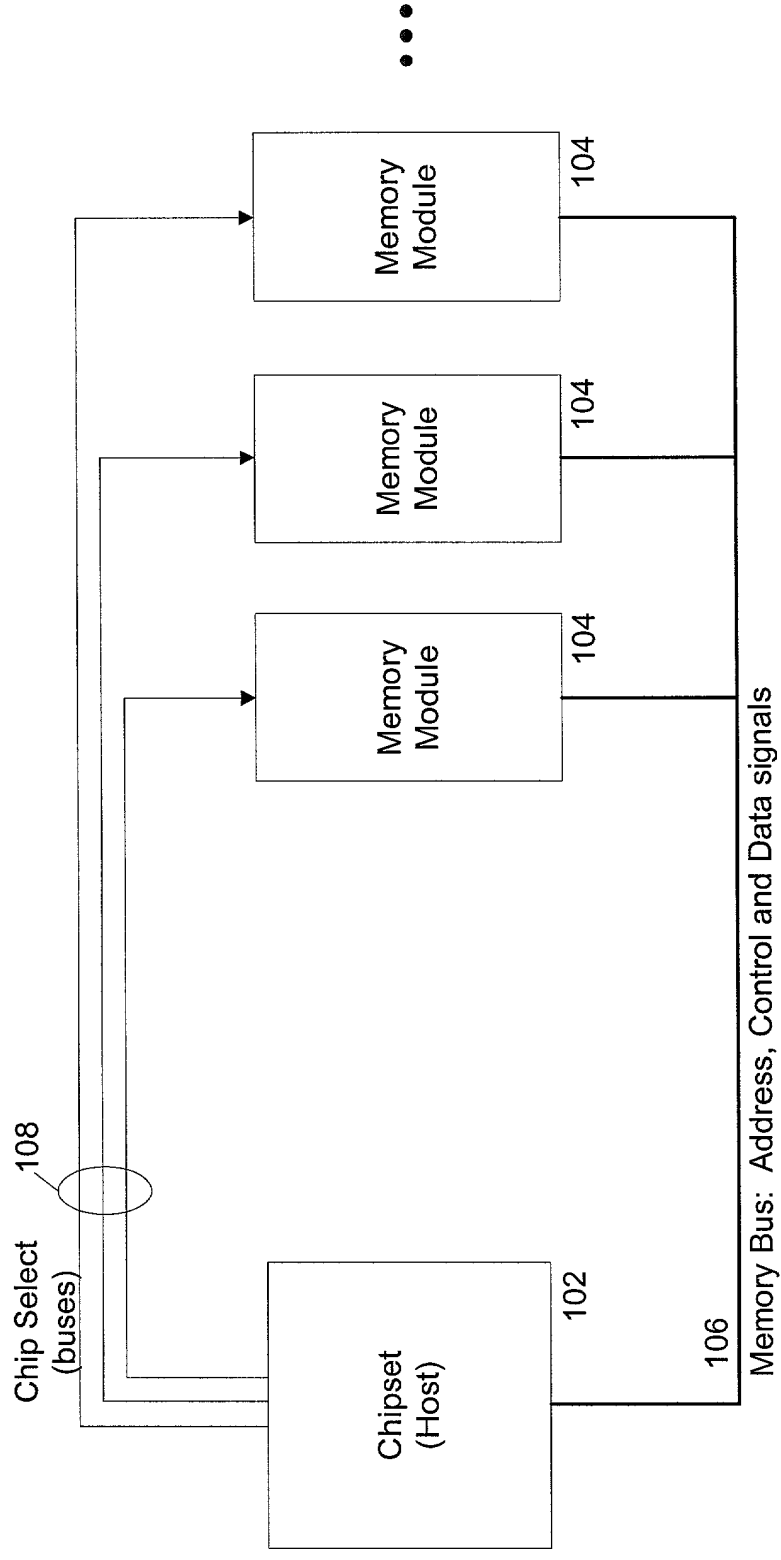 Chip Select
(buses)
108
Chipset
(Host)
102
Memory
Module
104
Memory
Module
104
Memory
Module
104
106
Memory Bus: Address, Control and Data signals